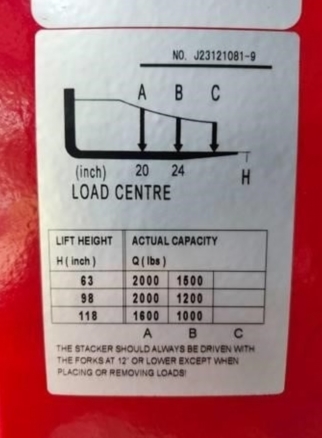 NO. J23121081-9
A B C
(inch) 20 24 H
LOAD CENTRE
LIFT HEIGHT ACTUAL CAPACITY
H ( inch ) Q ( lbs )
63 2000 1500
98 2000 1200
118 1600 1000
A B C
THE STACKER SHOULD ALWAYS BE DRIVEN WITH
THE FORKS AT 12" OR LOWER EXCEPT WHEN
PLACING OR REMOVING LOADS!